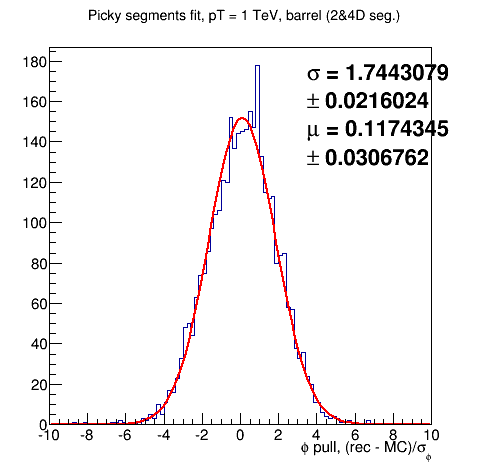 Picky segments fit, pT = 1 TeV, barrel (2&4D seg.)
180
160
140
120
100
80
60
40
20
0
σ = 1.7443079
± 0.0216024
μ = 0.1174345
± 0.0306762
-10 -8 -6 -4 -2 0 2 4 6 8 10
ϕ pull, (rec - MC)/σϕ